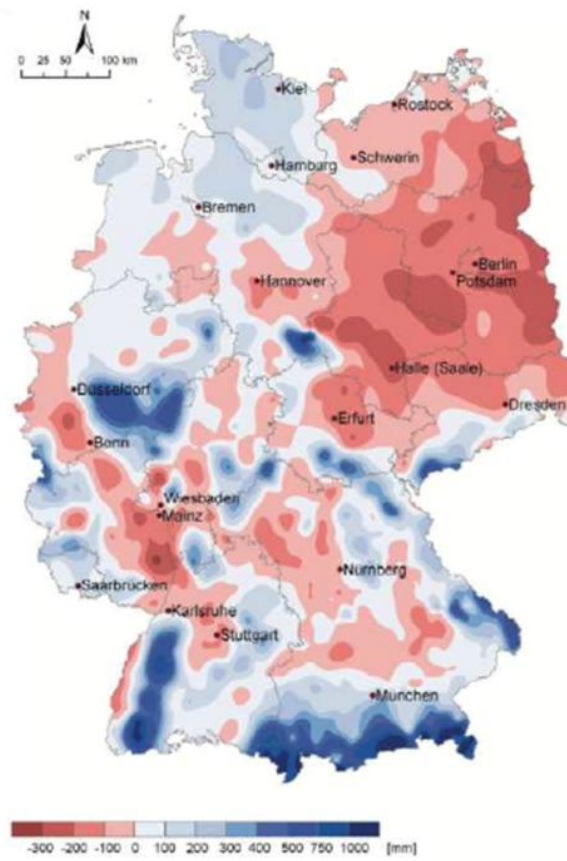 N
0 25 50 100 km
Kiel
Rostock
Schwerin
Hamburg
Bremen
Berlin
Potsdam
Hannover
Halle (Saale)
Düsseldorf
Dresden
Erfurt
Bonn
Wiesbaden
Mainz
Nürnberg
Saarbrücken
Karlsruhe
Stuttgart
München
-300 -200 -100 0 100 200 300 400 500 750 1000 [mm]